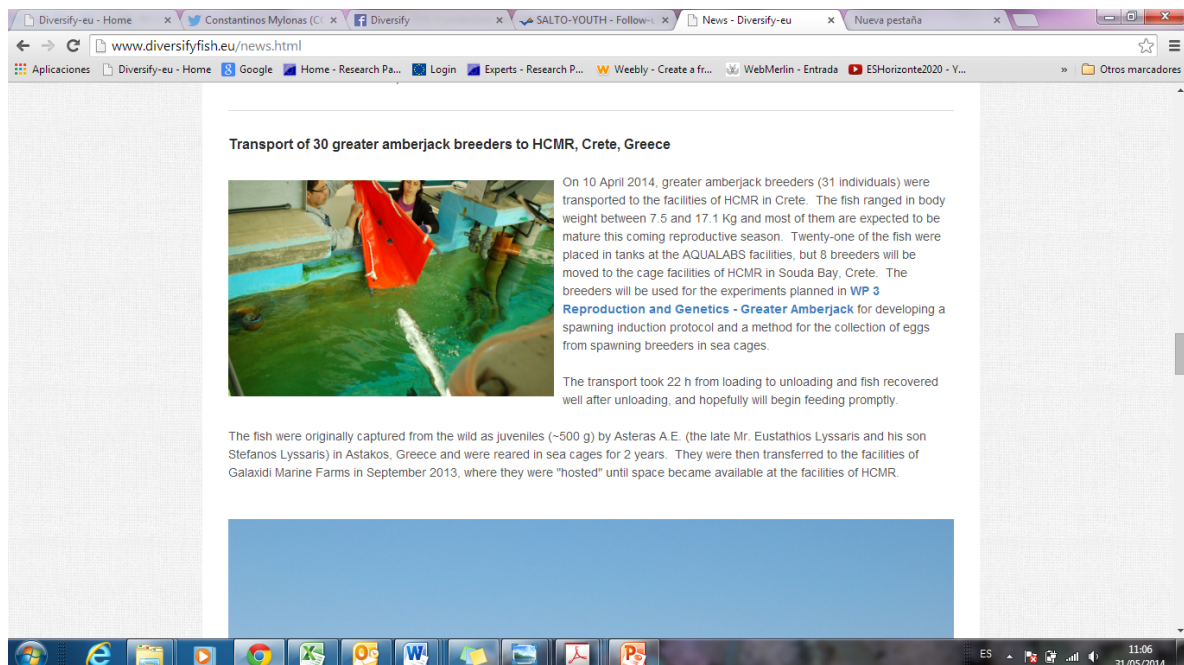 Diversify-eu - Home
Constantinos Mylonas (C
Diversify
SALTO-YOUTH - Follow-u
News - Diversify-eu
Nueva pestaña
www.diversifyfish.eu/news.html
Aplicaciones
Diversify-eu - Home
Google
Home - Research Pa...
Login
Experts - Research P...
Weebly - Create a fr...
WebMerlin - Entrada
ESHorizonte2020 - Y...
»
Otros marcadores
Transport of 30 greater amberjack breeders to HCMR, Crete, Greece
On 10 April 2014, greater amberjack breeders (31 individuals) were
transported to the facilities of HCMR in Crete. The fish ranged in body
weight between 7.5 and 17.1 Kg and most of them are expected to be
mature this coming reproductive season. Twenty-one of the fish were
placed in tanks at the AQUALABS facilities, but 8 breeders will be
moved to the cage facilities of HCMR in Souda Bay, Crete. The
breeders will be used for the experiments planned in WP 3
Reproduction and Genetics - Greater Amberjack for developing a
spawning induction protocol and a method for the collection of eggs
from spawning breeders in sea cages.
The transport took 22 h from loading to unloading and fish recovered
well after unloading, and hopefully will begin feeding promptly.
The fish were originally captured from the wild as juveniles (~500 g) by Asteras A.E. (the late Mr. Eustathios Lyssaris and his son
Stefanos Lyssaris) in Astakos, Greece and were reared in sea cages for 2 years. They were then transferred to the facilities of
Galaxidi Marine Farms in September 2013, where they were "hosted" until space became available at the facilities of HCMR.
ES
11:06
31/05/2014